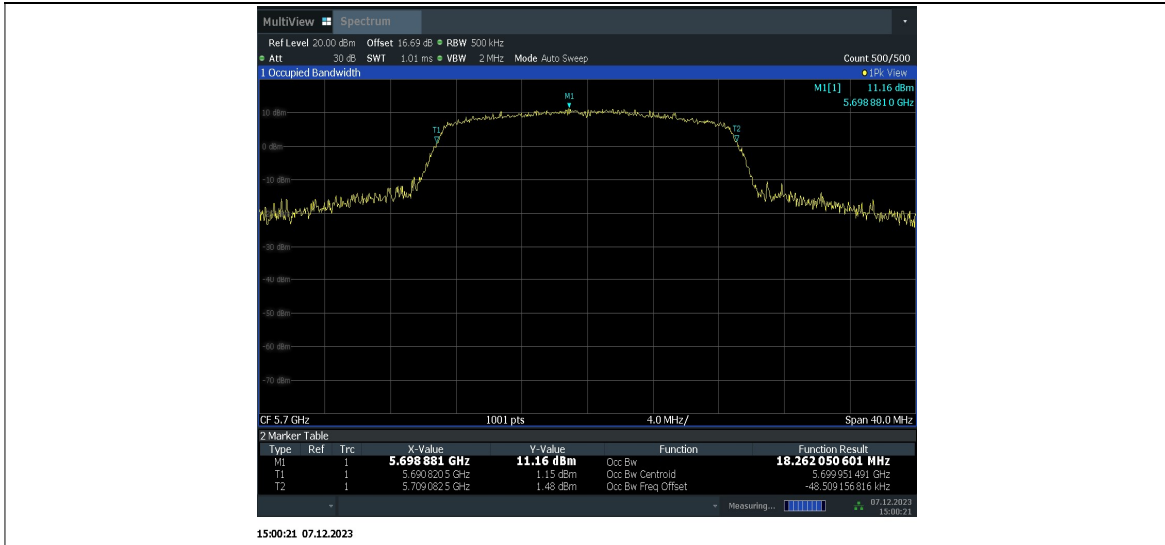 MultiView Spectrum
Ref Level 20.00 dBm Offset 16.69 dB RBW 500 kHz
Att 30 dB SWT 1.01 ms VBW 2 MHz Mode Auto Sweep Count 500/500
1 Occupied Bandwidth 1Pk View
M1[1] 11.16 dBm
5.698 881 0 GHz
M1
10 dBm
T1 T2
0 dBm
-10 dBm
-30 dBm
-40 dBm
-50 dBm
-60 dBm
-70 dBm
CF 5.7 GHz 1001 pts 4.0 MHz/ Span 40.0 MHz
2 Marker Table
Type Ref Trc X-Value Y-Value Function Function Result
M1 1 5.698 881 GHz 11.16 dBm Occ Bw 18.262 050 601 MHz
T1 1 5.690 820 5 GHz 1.15 dBm Occ Bw Centroid 5.699 951 491 GHz
T2 1 5.709 082 5 GHz 1.48 dBm Occ Bw Freq Offset -48.509 156 816 kHz
Measuring... 07.12.2023
15:00:21
15:00:21 07.12.2023